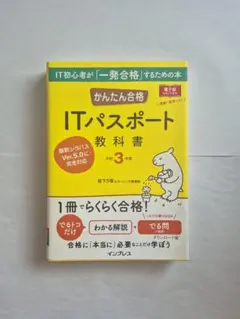 IT初心者が「一発合格」するための本
かんたん合格
ITパスポート
教科書
令和3年度
最新シラバス
Ver.5.0に
完全対応
1冊でらくらく合格!
でるトコ
だけ
わかる解説
+
でる問
合格に「本当に」必要なことだけ学ぼう
インプレス